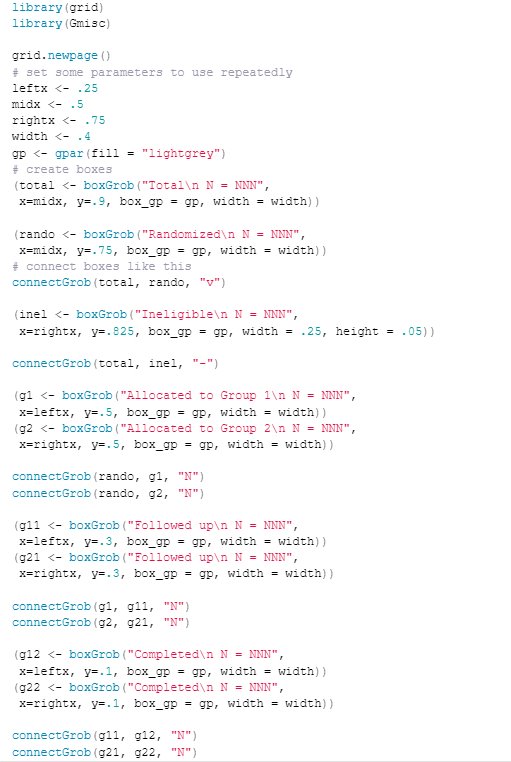 library(grid)
library(Gmisc)
grid.newpage()
# set some parameters to use repeatedly
leftx <- .25
midx <- .5
rightx <- .75
width <- .4
gp <- gpar(fill = "lightgrey")
# create boxes
(total <- boxGrob("Total\n N = NNN",
x=midx, y=.9, box_gp = gp, width = width))
(rando <- boxGrob("Randomized\n N = NNN",
x=midx, y=.75, box_gp = gp, width = width))
# connect boxes like this
connectGrob(total, rando, "v")
(inel <- boxGrob("Ineligible\n N = NNN",
x=rightx, y=.825, box_gp = gp, width = .25, height = .05))
connectGrob(total, inel, "-")
(g1 <- boxGrob("Allocated to Group 1\n N = NNN",
x=leftx, y=.5, box_gp = gp, width = width))
(g2 <- boxGrob("Allocated to Group 2\n N = NNN",
x=rightx, y=.5, box_gp = gp, width = width))
connectGrob(rando, g1, "N")
connectGrob(rando, g2, "N")
(g11 <- boxGrob("Followed up\n N = NNN",
x=leftx, y=.3, box_gp = gp, width = width))
(g21 <- boxGrob("Followed up\n N = NNN",
x=rightx, y=.3, box_gp = gp, width = width))
connectGrob(g1, g11, "N")
connectGrob(g2, g21, "N")
(g12 <- boxGrob("Completed\n N = NNN",
x=leftx, y=.1, box_gp = gp, width = width))
(g22 <- boxGrob("Completed\n N = NNN",
x=rightx, y=.1, box_gp = gp, width = width))
connectGrob(g11, g12, "N")
connectGrob(g21, g22, "N")